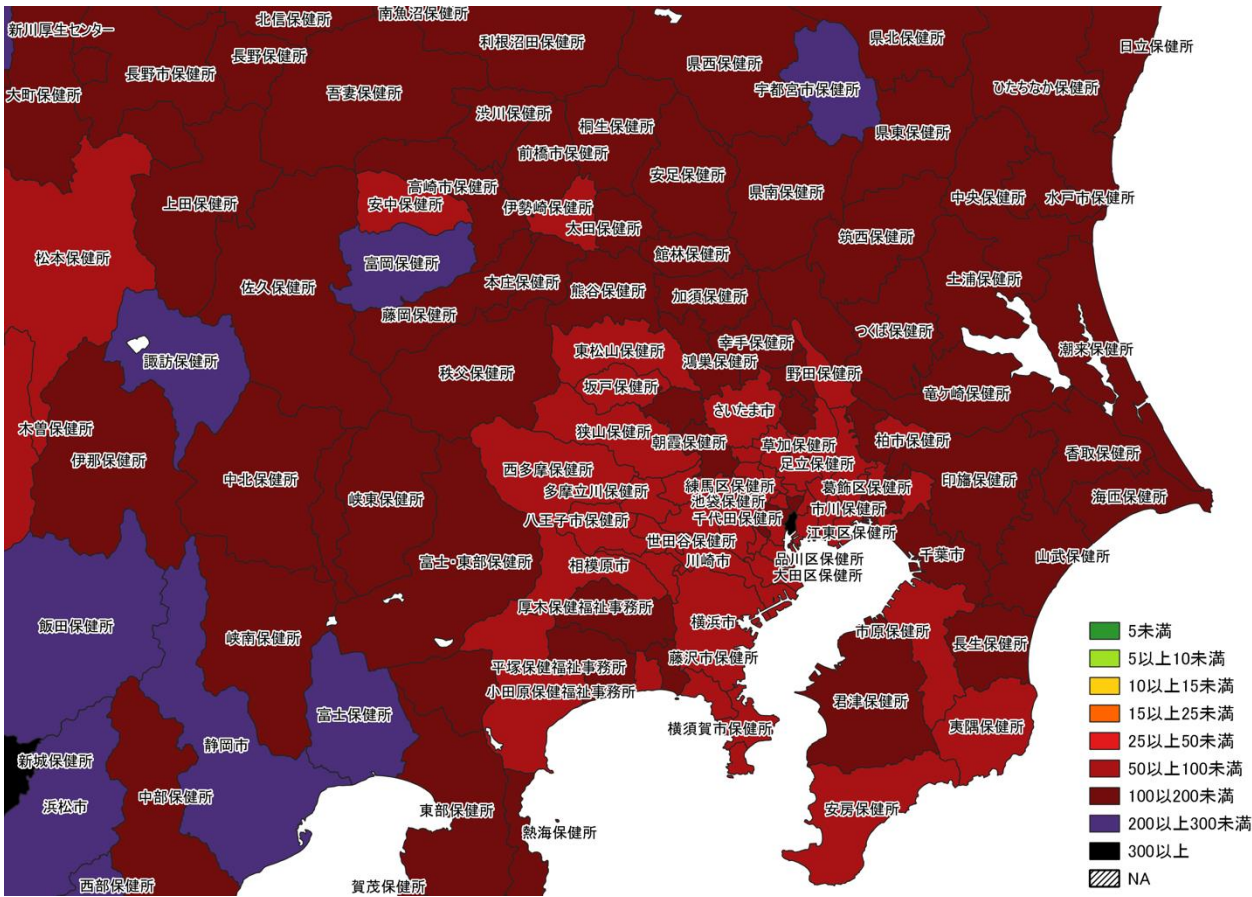 新川厚生センター
北信保健所
南魚沼保健所
利根沼田保健所
県北保健所
日立保健所
長野保健所
長野市保健所
大町保健所
吾妻保健所
県西保健所
宇都宮市保健所
ひたちなか保健所
渋川保健所
桐生保健所
県東保健所
前橋市保健所
安足保健所
高崎市保健所
県南保健所
中央保健所
水戸市保健所
上田保健所
安中保健所
伊勢崎保健所
太田保健所
筑西保健所
松本保健所
富岡保健所
館林保健所
土浦保健所
佐久保健所
本庄保健所
熊谷保健所
加須保健所
藤岡保健所
つくば保健所
東松山保健所
幸手保健所
鴻巣保健所
潮来保健所
諏訪保健所
秩父保健所
坂戸保健所
野田保健所
竜ケ崎保健所
さいたま市
木曽保健所
狭山保健所
朝霞保健所
草加保健所
柏市保健所
伊那保健所
西多摩保健所
足立保健所
香取保健所
中北保健所
峡東保健所
多摩立川保健所
練馬区保健所
葛飾区保健所
印旛保健所
海匝保健所
池袋保健所
市川保健所
八王子市保健所
千代田保健所
江東区保健所
世田谷保健所
富士・東部保健所
相模原市
川崎市
品川区保健所
大田区保健所
千葉市
山武保健所
厚木保健福祉事務所
飯田保健所
峡南保健所
横浜市
市原保健所
長生保健所
平塚保健福祉事務所
藤沢市保健所
小田原保健福祉事務所
君津保健所
富士保健所
横須賀市保健所
夷隅保健所
静岡市
新城保健所
中部保健所
浜松市
東部保健所
安房保健所
熱海保健所
西部保健所
賀茂保健所
5未満
5以上10未満
10以上15未満
15以上25未満
25以上50未満
50以上100未満
100以200未満
200以上300未満
300以上
NA